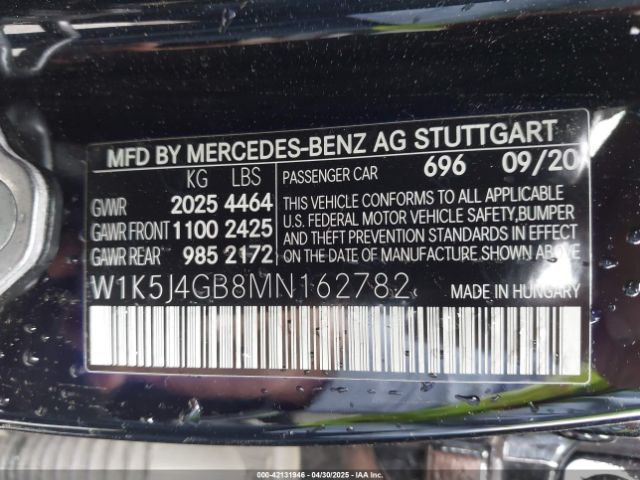 MFD BY MERCEDES-BENZ AG STUTTGART
KG LBS
GVWR 2025 4464
GAWR FRONT 1100 2425
GAWR REAR 985 2172
PASSENGER CAR 696 09/20
THIS VEHICLE CONFORMS TO ALL APPLICABLE
U.S. FEDERAL MOTOR VEHICLE SAFETY, BUMPER
AND THEFT PREVENTION STANDARDS IN EFFECT
ON THE DATE OF MANUFACTURE SHOWN ABOVE.
W1K5J4GB8MN162782
MADE IN HUNGARY
000-42131946 - 04/30/2025 - IAAI.com